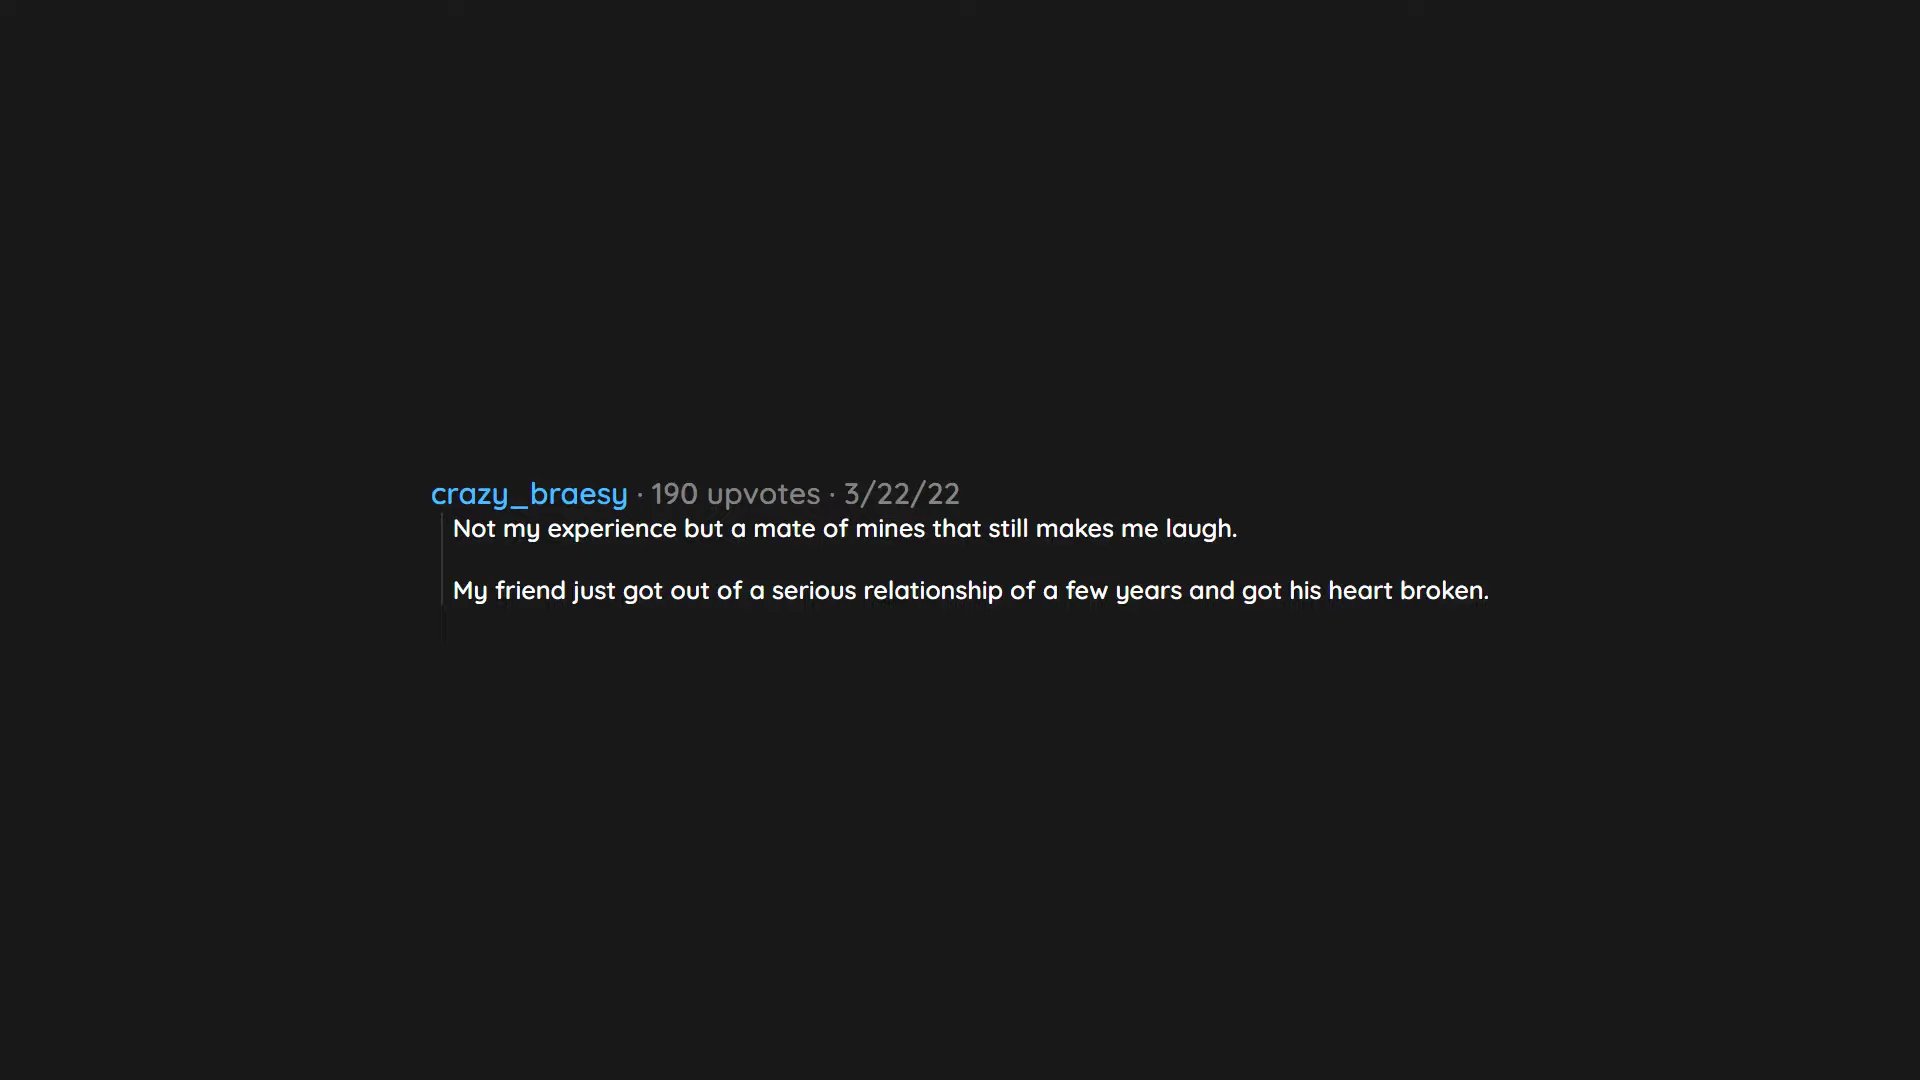 crazy_braesy · 190 upvotes · 3/22/22
Not my experience but a mate of mines that still makes me laugh.
My friend just got out of a serious relationship of a few years and got his heart broken.